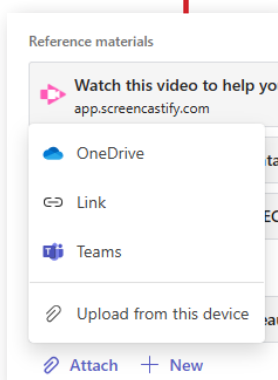 Reference materials
Watch this video to help you
app.screencastify.com
OneDrive
Link
Teams
Upload from this device
Attach
New